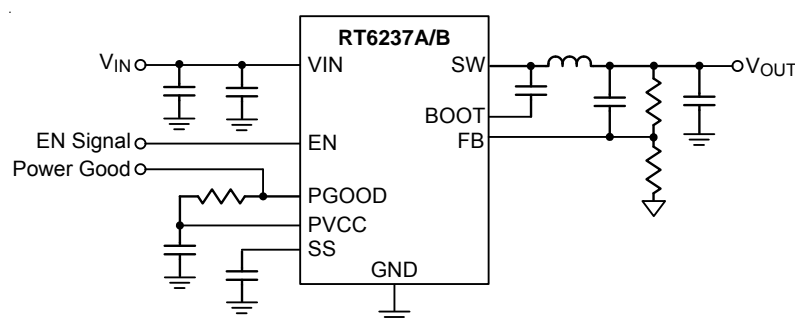 RT6237A/B
VIN VIN SW VOUT
BOOT
EN Signal EN FB
Power Good
PGOOD
PVCC
SS
GND